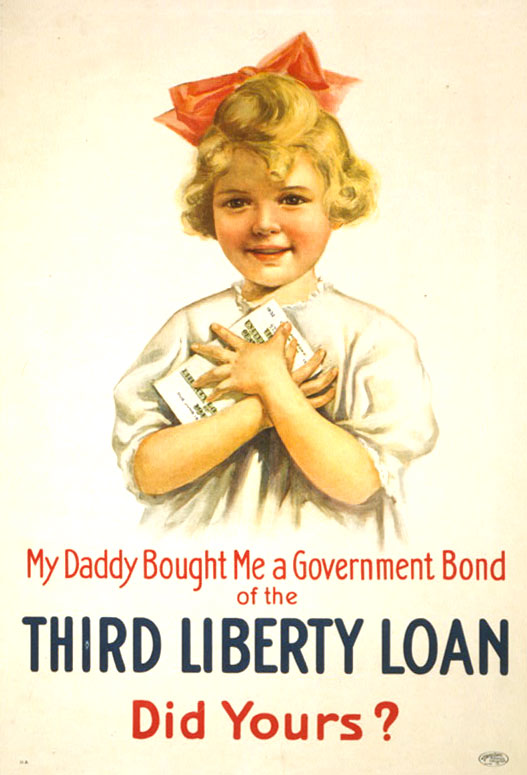 My Daddy Bought Me a Government Bond
of the
THIRD LIBERTY LOAN
Did Yours?